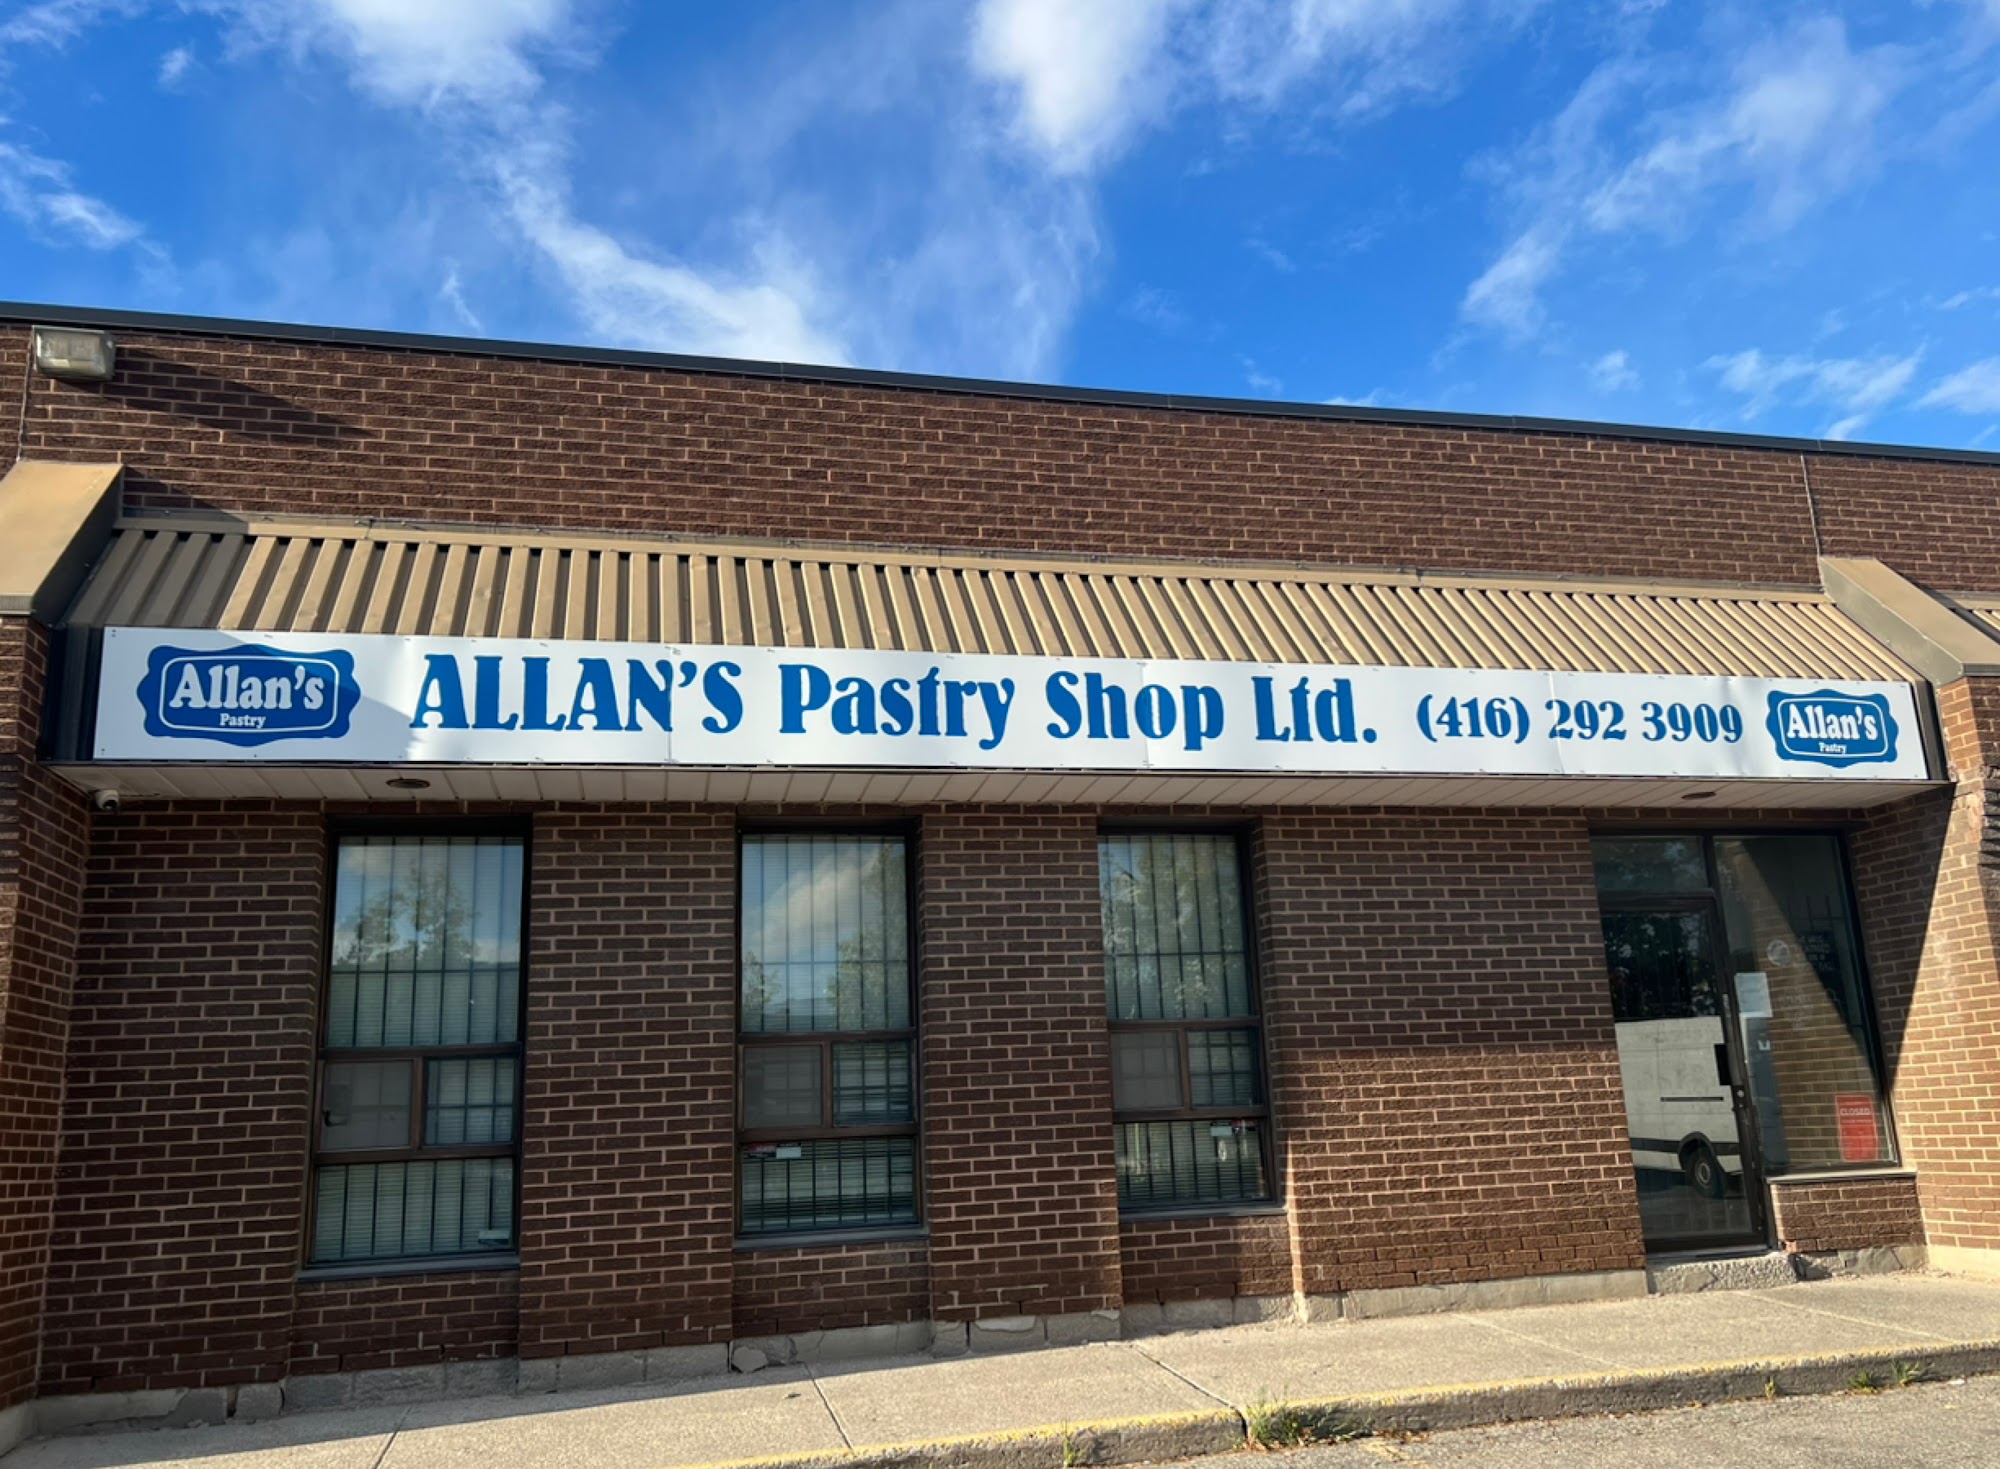 Allan's
Pastry
ALLAN'S Pastry Shop Ltd. (416) 292 3909
Allan's
Pastry
CLOSED